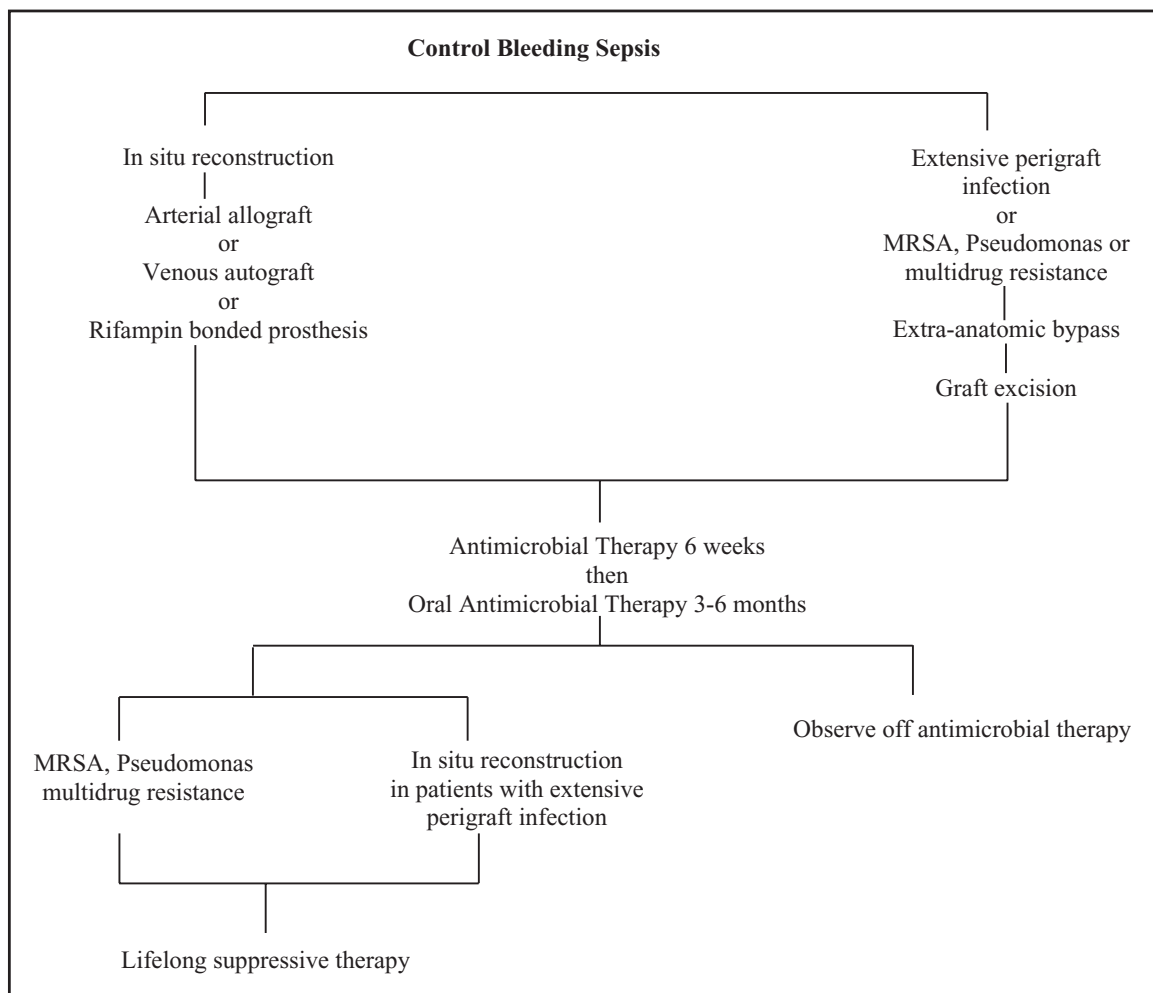 Control Bleeding Sepsis
In situ reconstruction
Arterial allograft
or
Venous autograft
or
Rifampin bonded prosthesis
Extensive perigraft
infection
or
MRSA, Pseudomonas or
multidrug resistance
Extra-anatomic bypass
Graft excision
Antimicrobial Therapy 6 weeks
then
Oral Antimicrobial Therapy 3-6 months
MRSA, Pseudomonas
multidrug resistance
In situ reconstruction
in patients with extensive
perigraft infection
Observe off antimicrobial therapy
Lifelong suppressive therapy